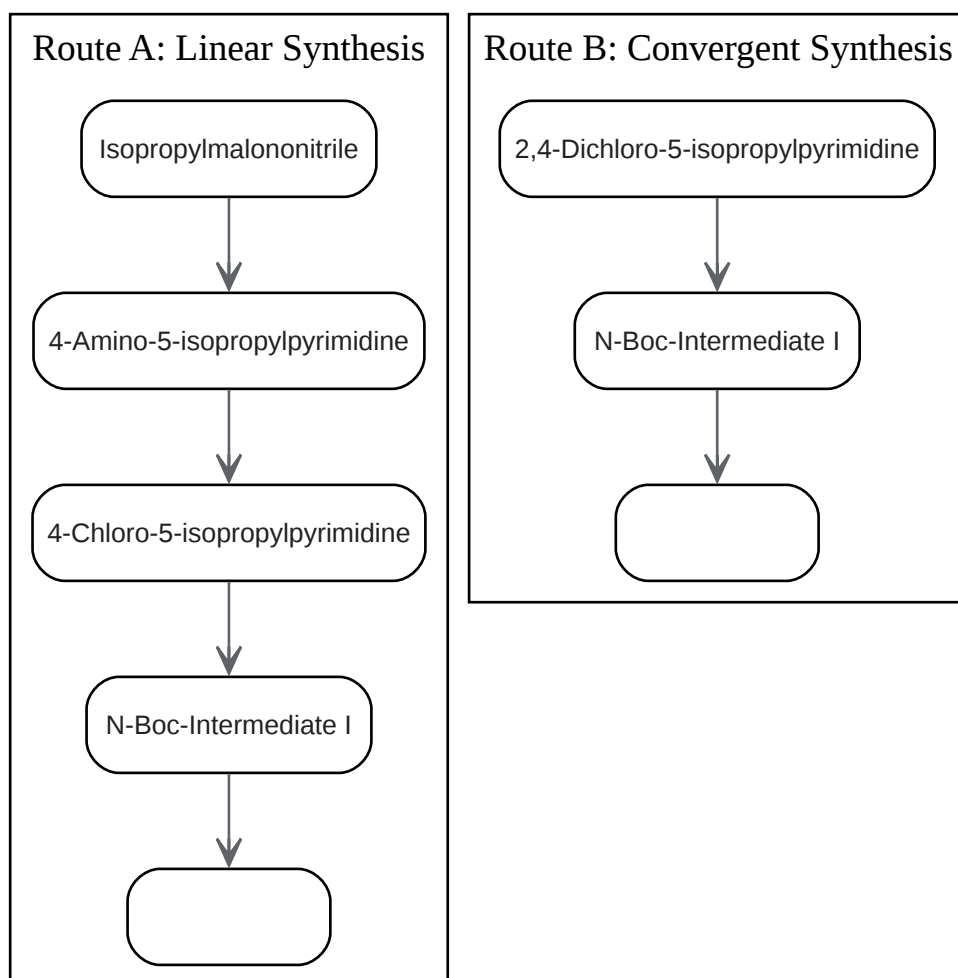 Route A: Linear Synthesis
Isopropylmalononitrile
4-Amino-5-isopropylpyrimidine
4-Chloro-5-isopropylpyrimidine
N-Boc-Intermediate I
Route B: Convergent Synthesis
2,4-Dichloro-5-isopropylpyrimidine
N-Boc-Intermediate I